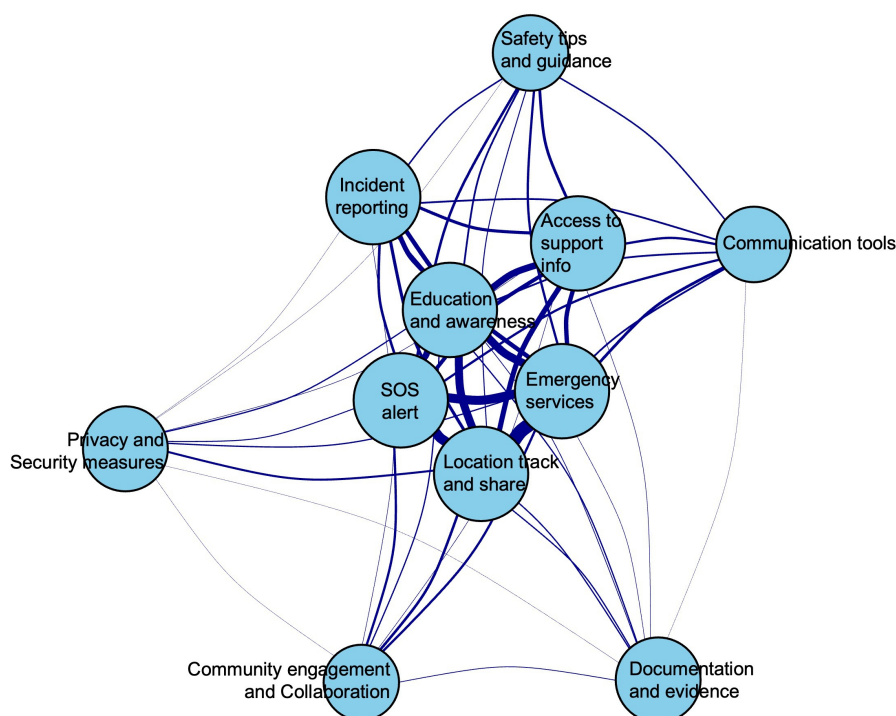 Safety tips
and guidance
Incident
reporting
Access to
support
info
Communication tools
Education
and awareness
SOS
alert
Emergency
services
Privacy and
Security measures
Location track
and share
Community engagement
and Collaboration
Documentation
and evidence